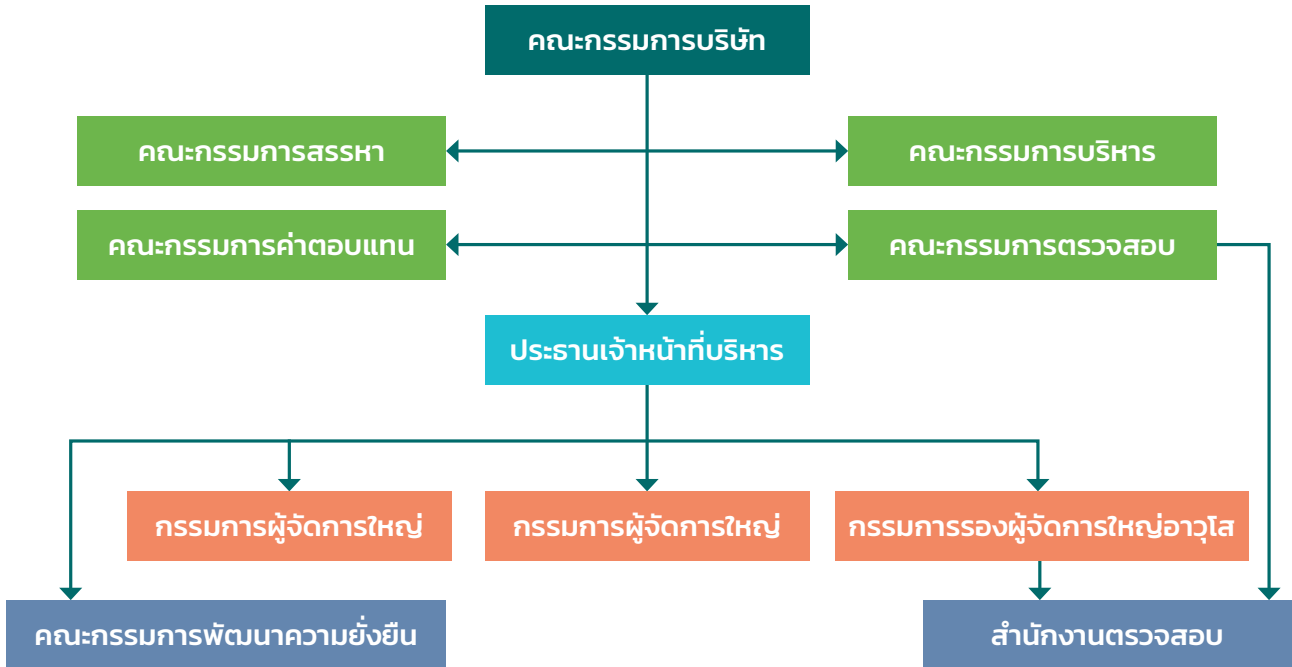 คณะกรรมการบริษัท
คณะกรรมการสรรหา
คณะกรรมการบริหาร
คณะกรรมการค่าตอบแทน
คณะกรรมการตรวจสอบ
ประธานเจ้าหน้าที่บริหาร
กรรมการผู้จัดการใหญ่
กรรมการผู้จัดการใหญ่
กรรมการรองผู้จัดการใหญ่อาวุโส
คณะกรรมการพัฒนาความยั่งยืน
สำนักงานตรวจสอบ